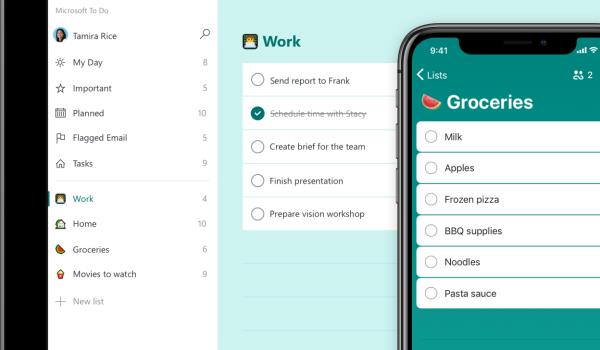 Microsoft To Do
Tamira Rice
My Day 8
Important 5
Planned 10
Flagged Email 5
Tasks 9
Work 4
Home 10
Groceries 6
Movies to watch 9
New list
Work
Send report to Frank
Schedule time with Stacy
Create brief for the team
Finish presentation
Prepare vision workshop
9:41
Lists 2
Groceries
Milk
Apples
Frozen pizza
BBQ supplies
Noodles
Pasta sauce